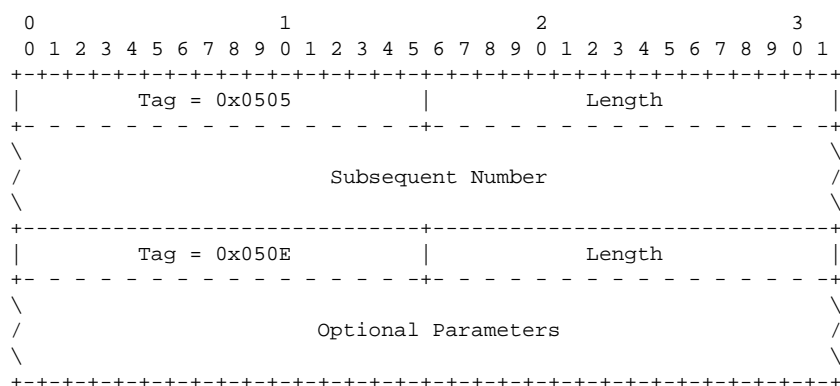 0                   1                   2                   3
0 1 2 3 4 5 6 7 8 9 0 1 2 3 4 5 6 7 8 9 0 1 2 3 4 5 6 7 8 9 0 1
+-+-+-+-+-+-+-+-+-+-+-+-+-+-+-+-+-+-+-+-+-+-+-+-+-+-+-+-+-+-+-+-+
|         Tag = 0x0505          |            Length             |
+- - - - - - - - - - - - - - - -+- - - - - - - - - - - - - - - -+
\                                                               \
/                       Subsequent Number                       /
\                                                               \
+-------------------------------+-------------------------------+
|         Tag = 0x050E          |            Length             |
+- - - - - - - - - - - - - - - -+- - - - - - - - - - - - - - - -+
\                                                               \
/                      Optional Parameters                      /
\                                                               \
+-+-+-+-+-+-+-+-+-+-+-+-+-+-+-+-+-+-+-+-+-+-+-+-+-+-+-+-+-+-+-+-+